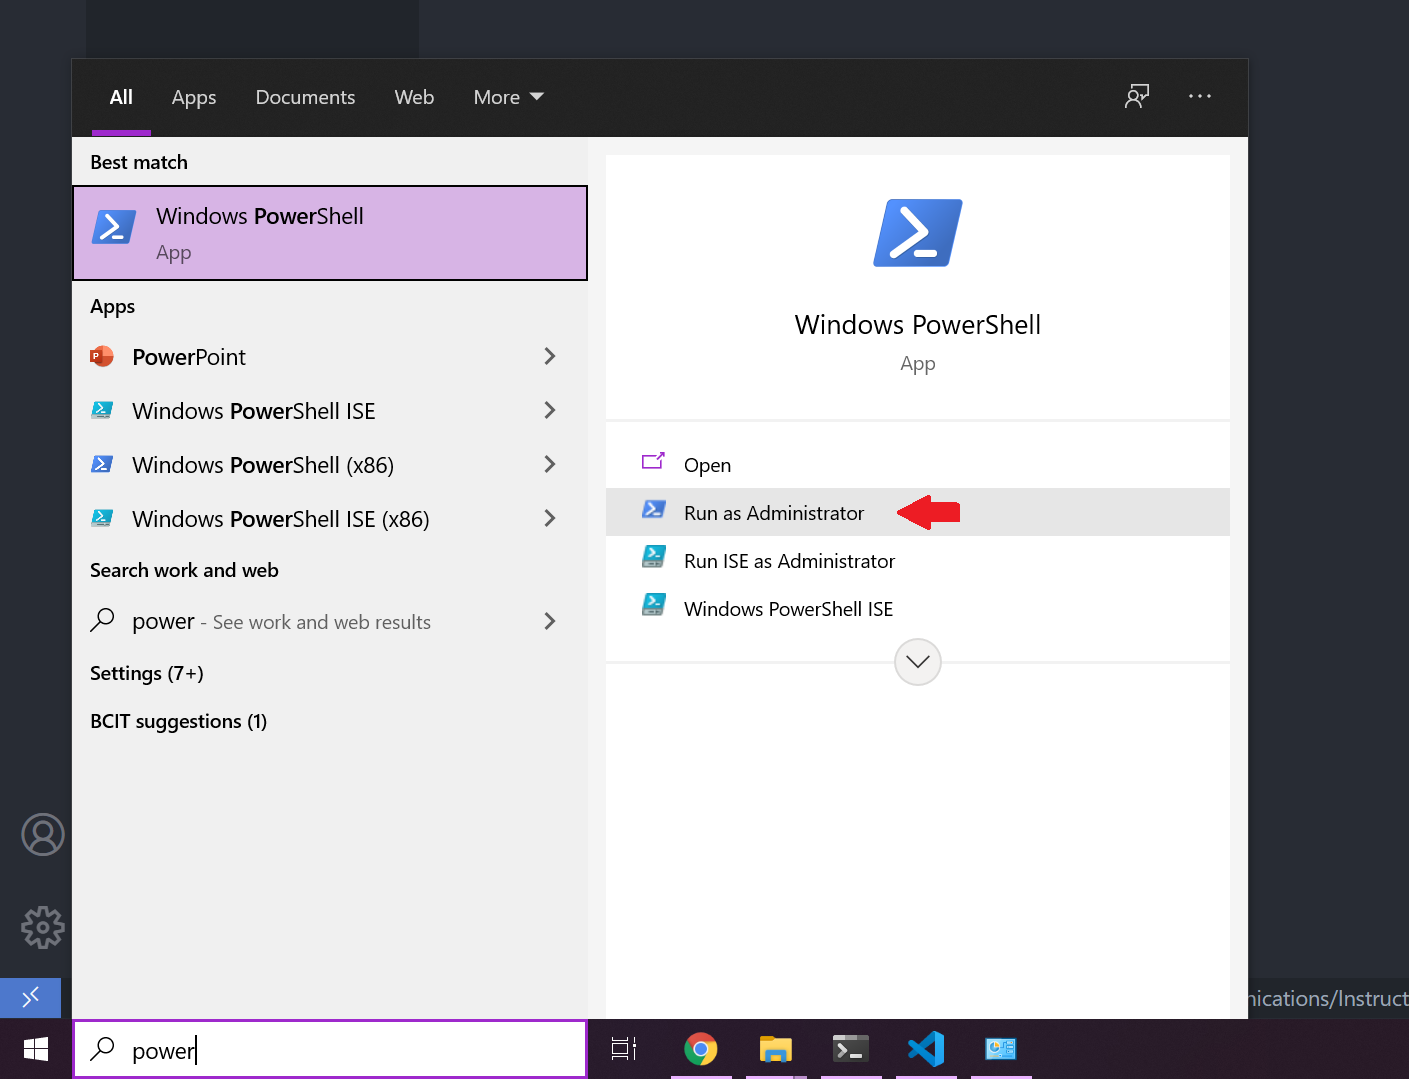 All Apps Documents Web More
Best match
Windows PowerShell
App
Apps
PowerPoint
Windows PowerShell ISE
Windows PowerShell (x86)
Windows PowerShell ISE (x86)
Search work and web
power - See work and web results
Settings (7+)
BCIT suggestions (1)
Windows PowerShell
App
Open
Run as Administrator
Run ISE as Administrator
Windows PowerShell ISE
nications/Instruct
power